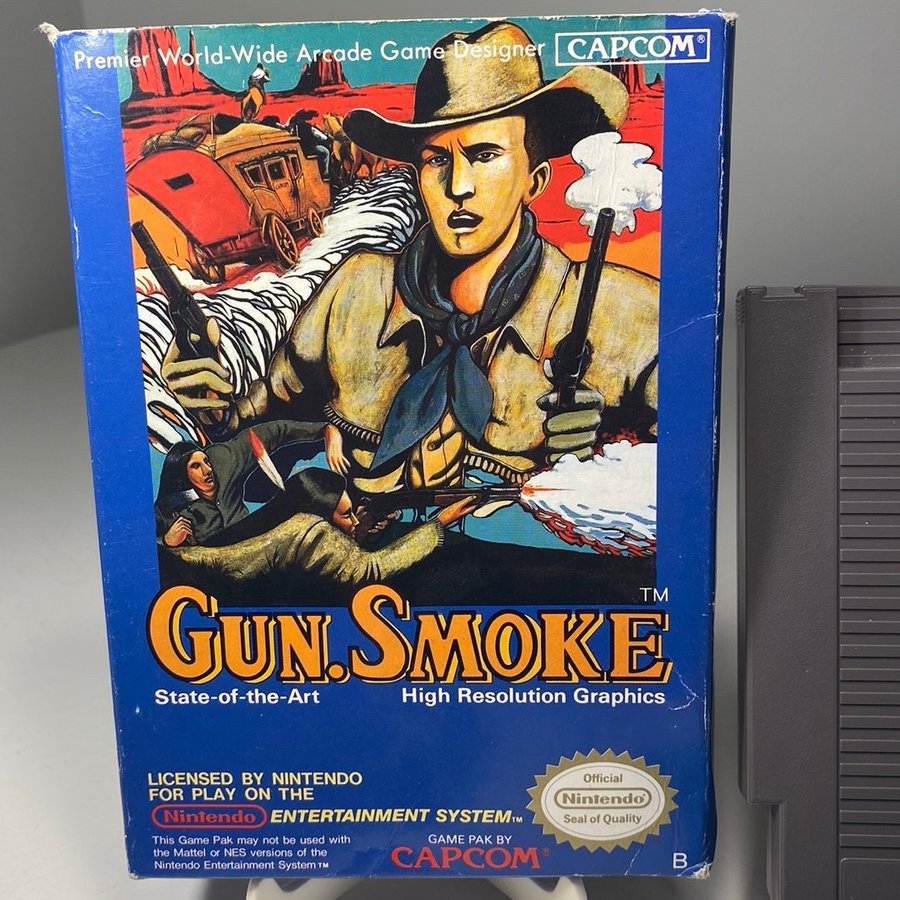 Premier World-Wide Arcade Game Designer CAPCOM®
GUN.SMOKE™
State-of-the-Art High Resolution Graphics
LICENSED BY NINTENDO
FOR PLAY ON THE
Nintendo ENTERTAINMENT SYSTEM™
This Game Pak may not be used with
the Mattel or NES versions of the
Nintendo Entertainment System™
GAME PAK BY
CAPCOM®
Official
Nintendo®
Seal of Quality
B